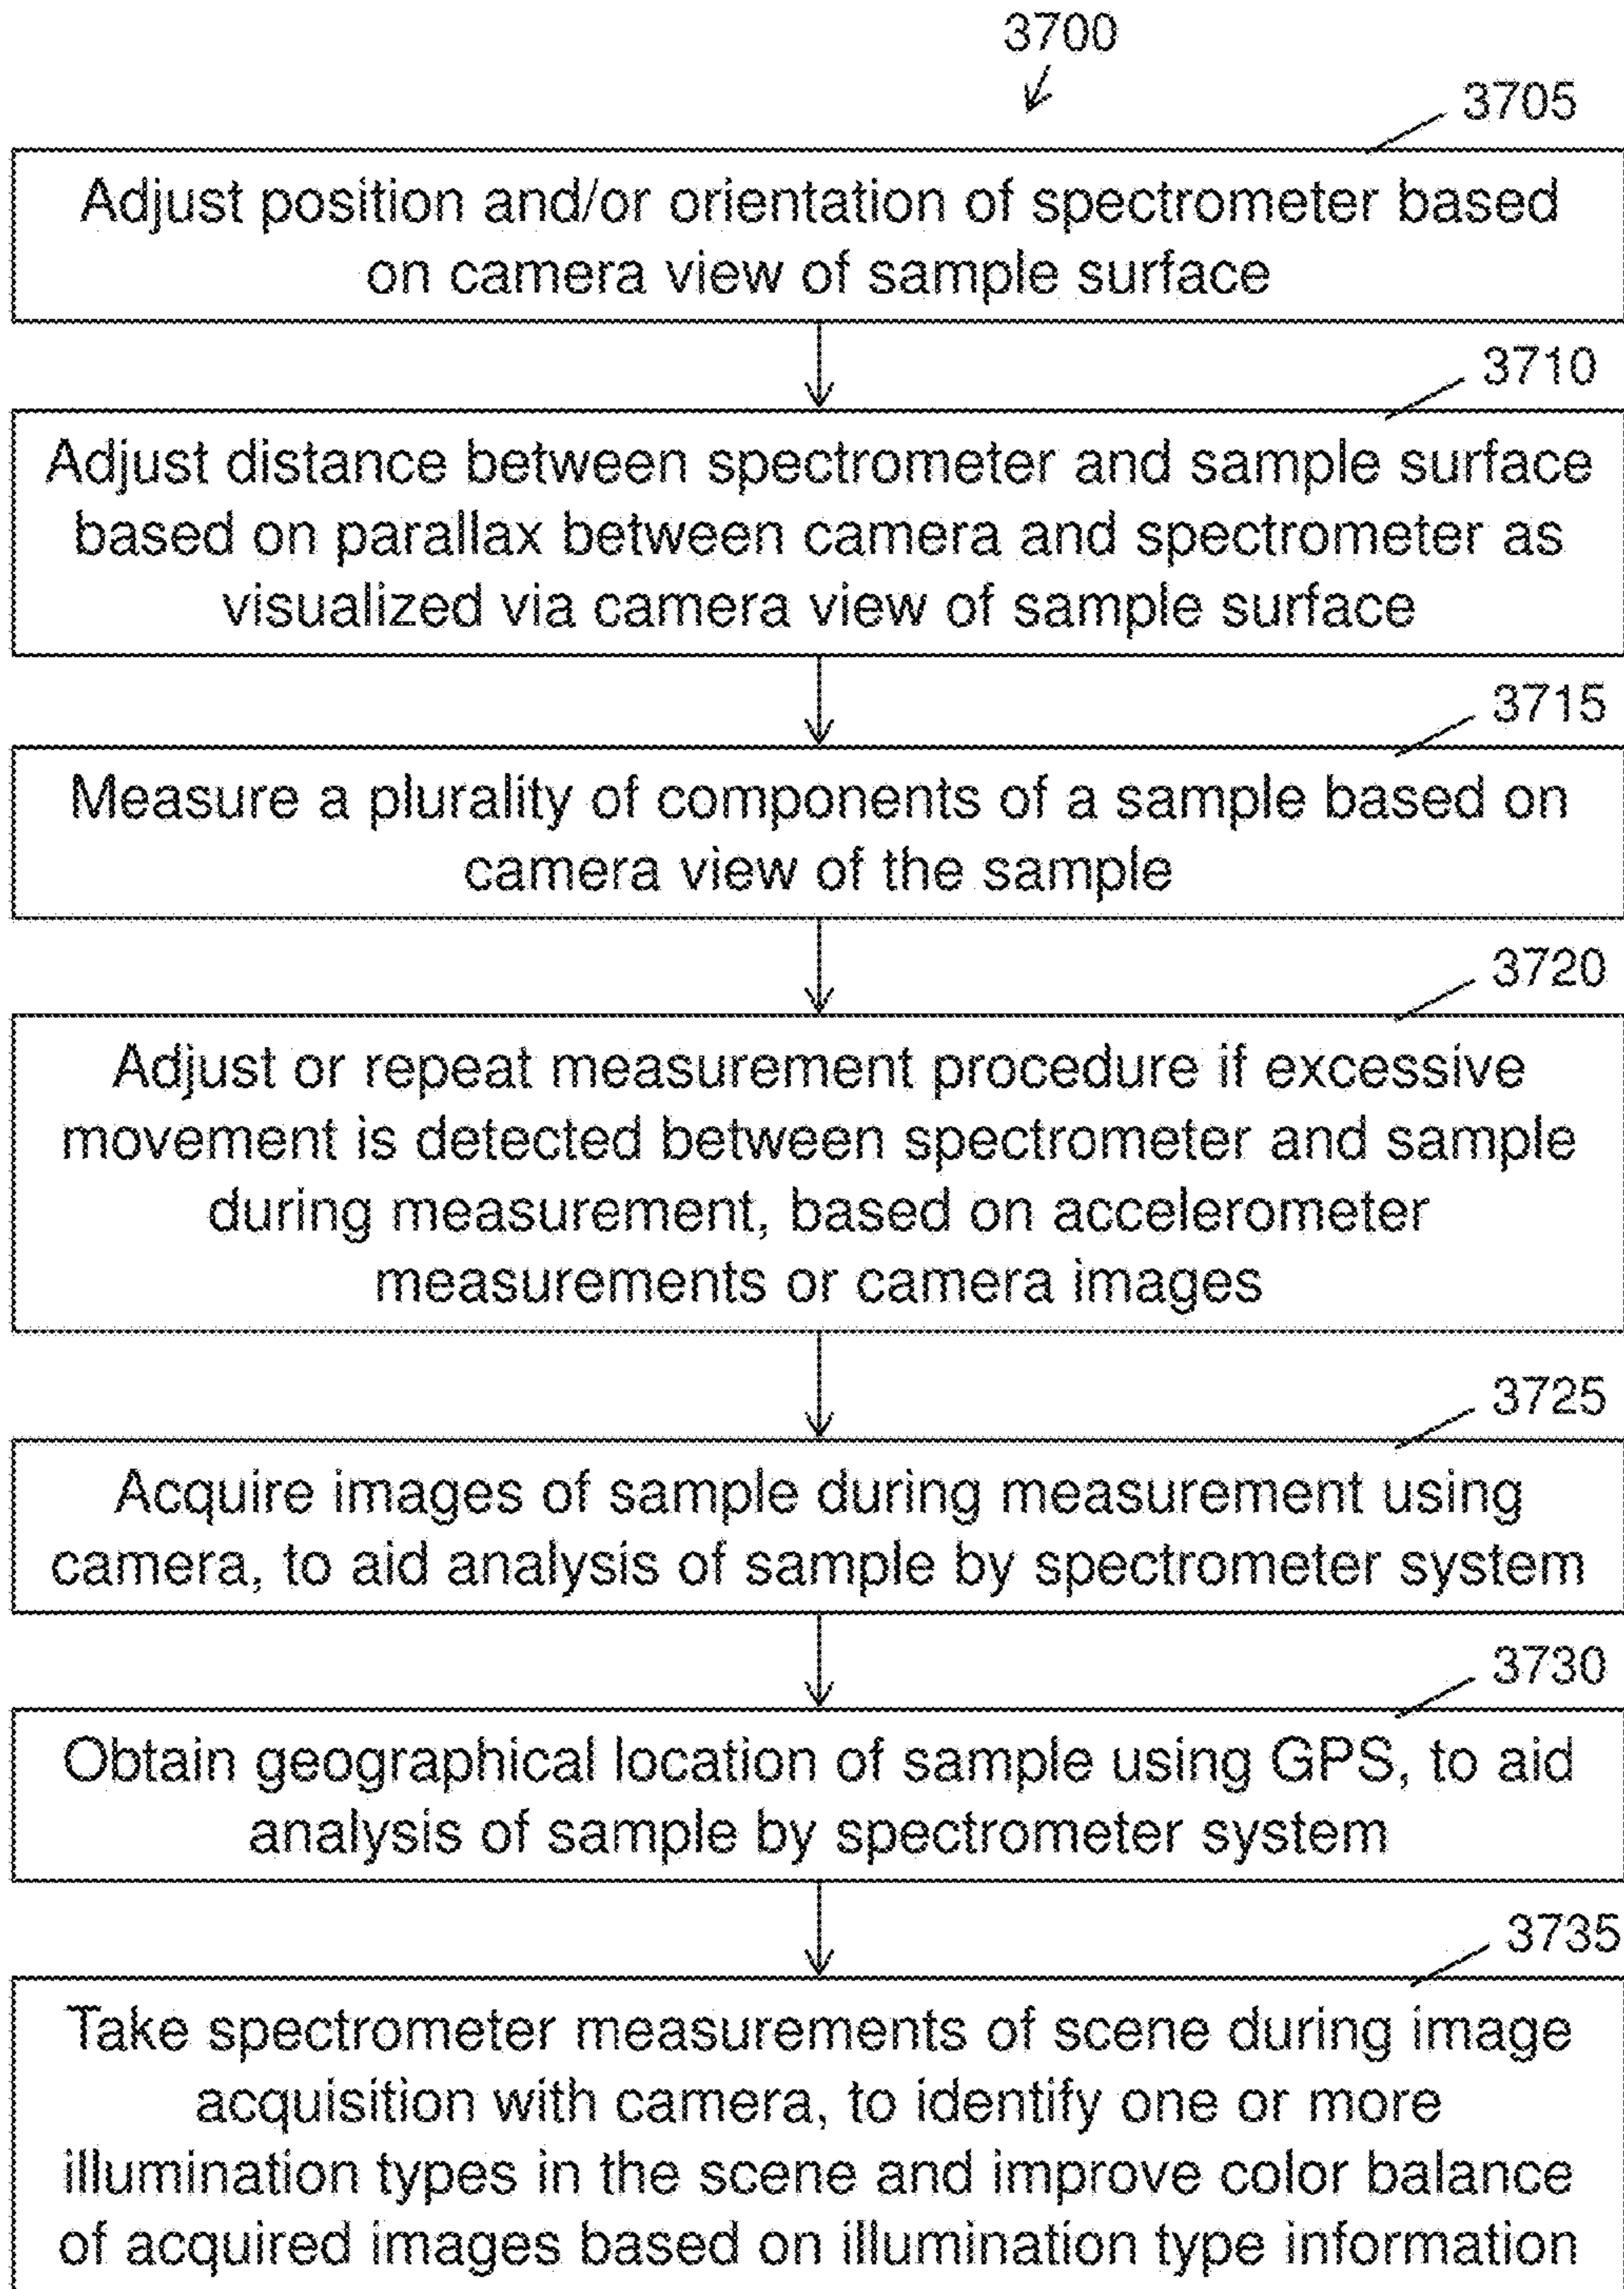 3700
3705
Adjust position and/or orientation of spectrometer based
on camera view of sample surface
3710
Adjust distance between spectrometer and sample surface
based on parallax between camera and spectrometer as
visualized via camera view of sample surface
3715
Measure a plurality of components of a sample based on
camera view of the sample
3720
Adjust or repeat measurement procedure if excessive
movement is detected between spectrometer and sample
during measurement, based on accelerometer
measurements or camera images
3725
Acquire images of sample during measurement using
camera, to aid analysis of sample by spectrometer system
3730
Obtain geographical location of sample using GPS, to aid
analysis of sample by spectrometer system
3735
Take spectrometer measurements of scene during image
acquisition with camera, to identify one or more
illumination types in the scene and improve color balance
of acquired images based on illumination type information